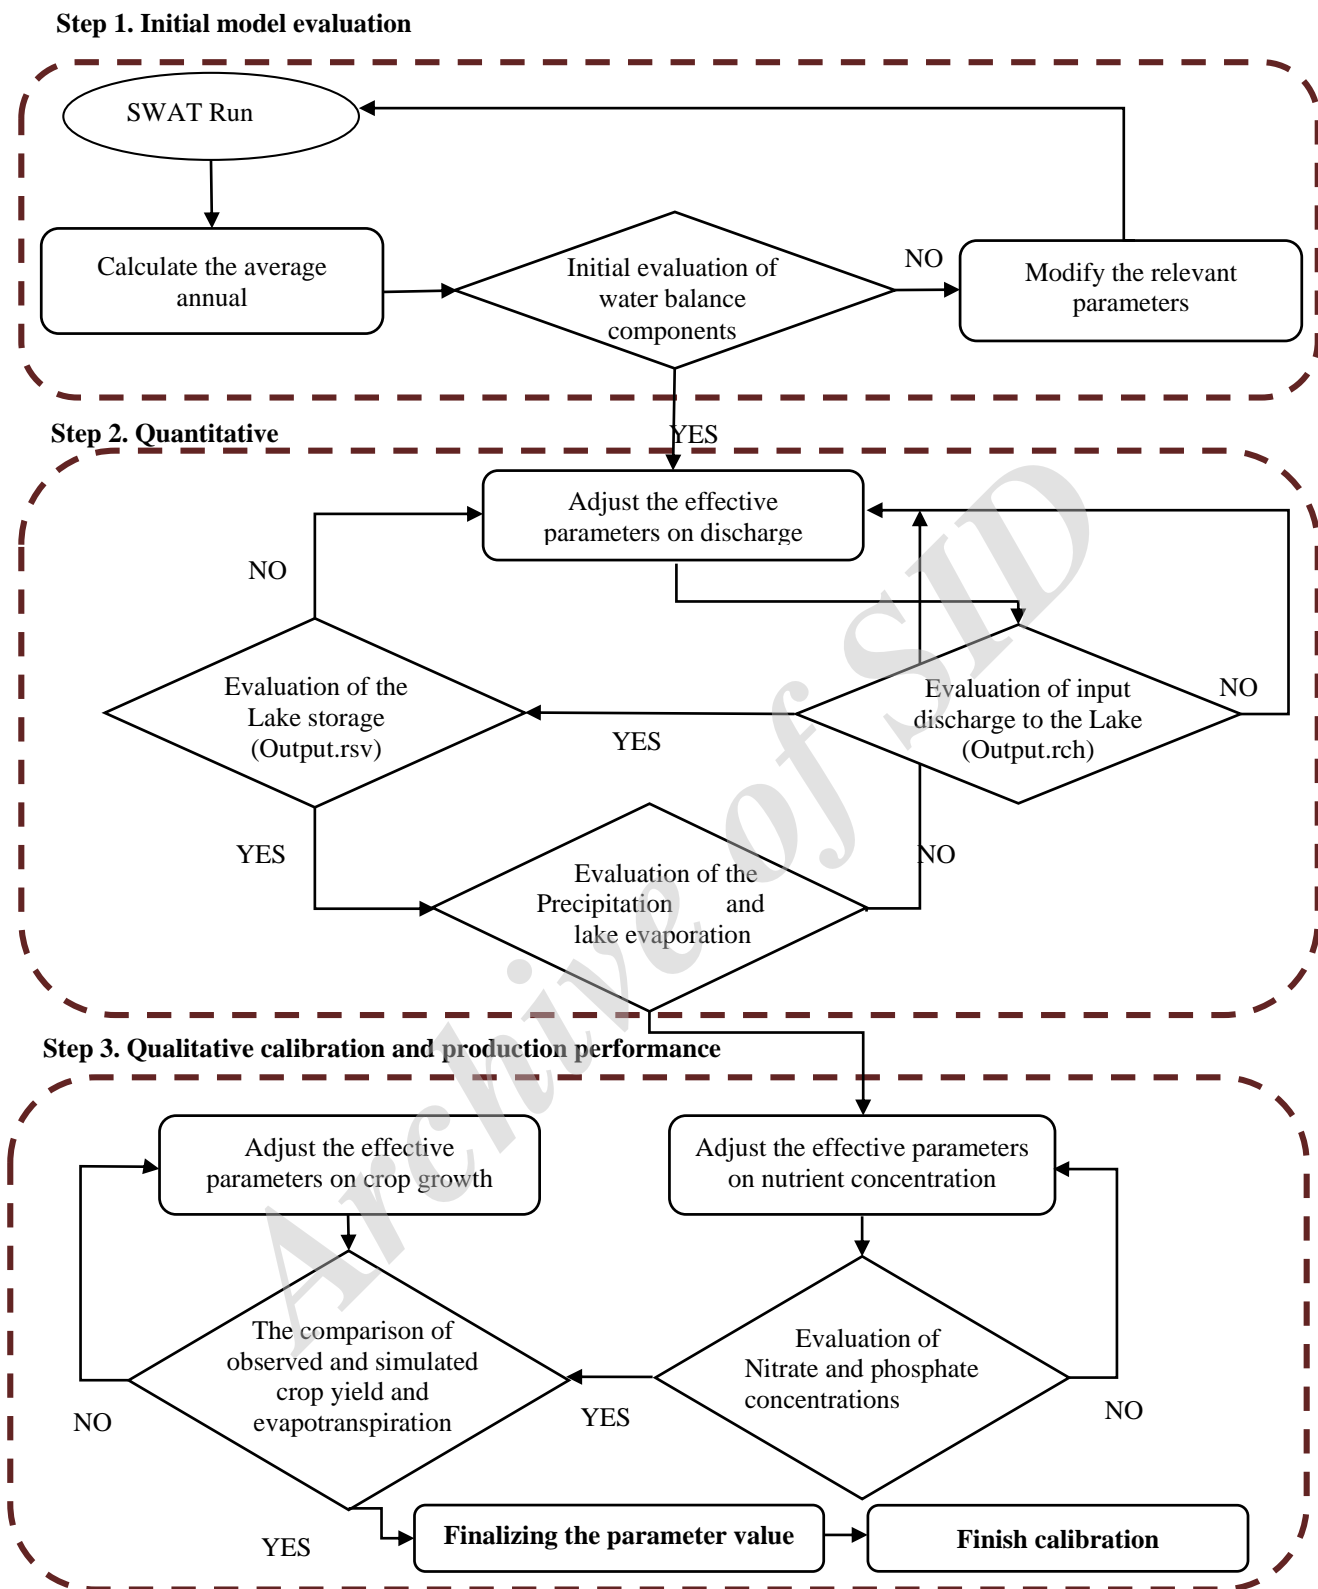 Step 1. Initial model evaluation
SWAT Run
Calculate the average
annual
Initial evaluation of
water balance
components
NO
Modify the relevant
parameters
YES
Step 2. Quantitative
Adjust the effective
parameters on discharge
NO
Evaluation of the
Lake storage
(Output.rsv)
YES
Evaluation of input
discharge to the Lake
(Output.rch)
NO
YES
Evaluation of the
Precipitation and
lake evaporation
NO
Step 3. Qualitative calibration and production performance
Adjust the effective
parameters on crop growth
Adjust the effective parameters
on nutrient concentration
The comparison of
observed and simulated
crop yield and
evapotranspiration
NO
YES
Evaluation of
Nitrate and phosphate
concentrations
NO
YES
Finalizing the parameter value
Finish calibration
Archive of SID